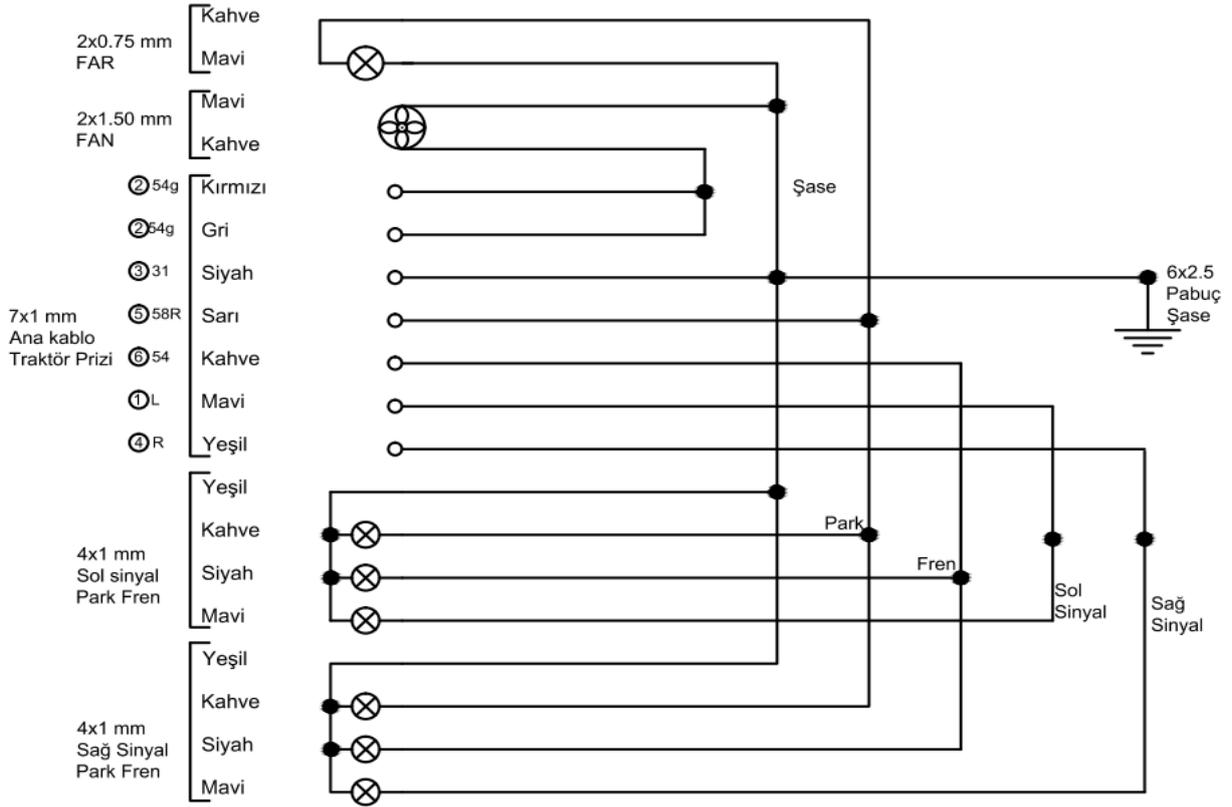 2x0.75 mm
FAR
Kahve
Mavi
2x1.50 mm
FAN
Mavi
Kahve
7x1 mm
Ana kablo
Traktör Prizi
2 54g Kırmızı
2 54g Gri
3 31 Siyah
5 58R Sarı
6 54 Kahve
1 L Mavi
4 R Yeşil
Şase
6x2.5
Pabuç
Şase
4x1 mm
Sol sinyal
Park Fren
Yeşil
Kahve
Siyah
Mavi
Park
Fren
Sol
Sinyal
Sağ
Sinyal
4x1 mm
Sağ Sinyal
Park Fren
Yeşil
Kahve
Siyah
Mavi